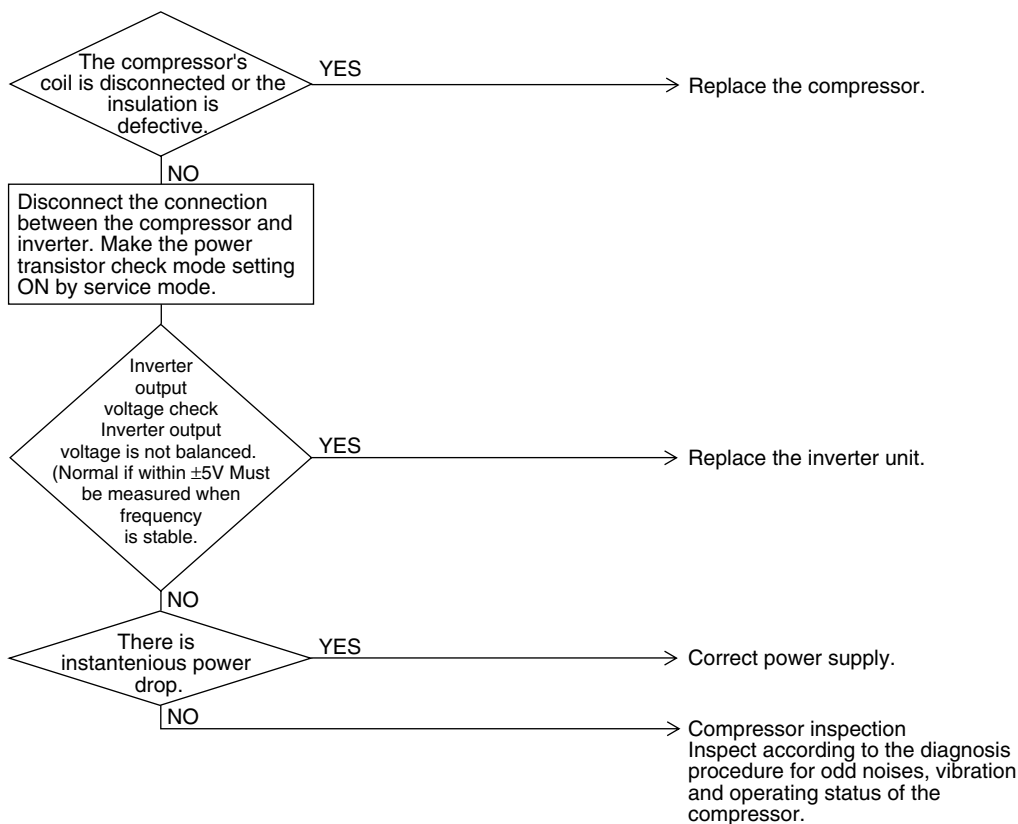 The compressor's
coil is disconnected or the
insulation is
defective.
YES
Replace the compressor.
NO
Disconnect the connection
between the compressor and
inverter. Make the power
transistor check mode setting
ON by service mode.
Inverter
output
voltage check
Inverter output
voltage is not balanced.
(Normal if within ±5V Must
be measured when
frequency
is stable.
YES
Replace the inverter unit.
NO
There is
instantenious power
drop.
YES
Correct power supply.
NO
Compressor inspection
Inspect according to the diagnosis
procedure for odd noises, vibration
and operating status of the
compressor.